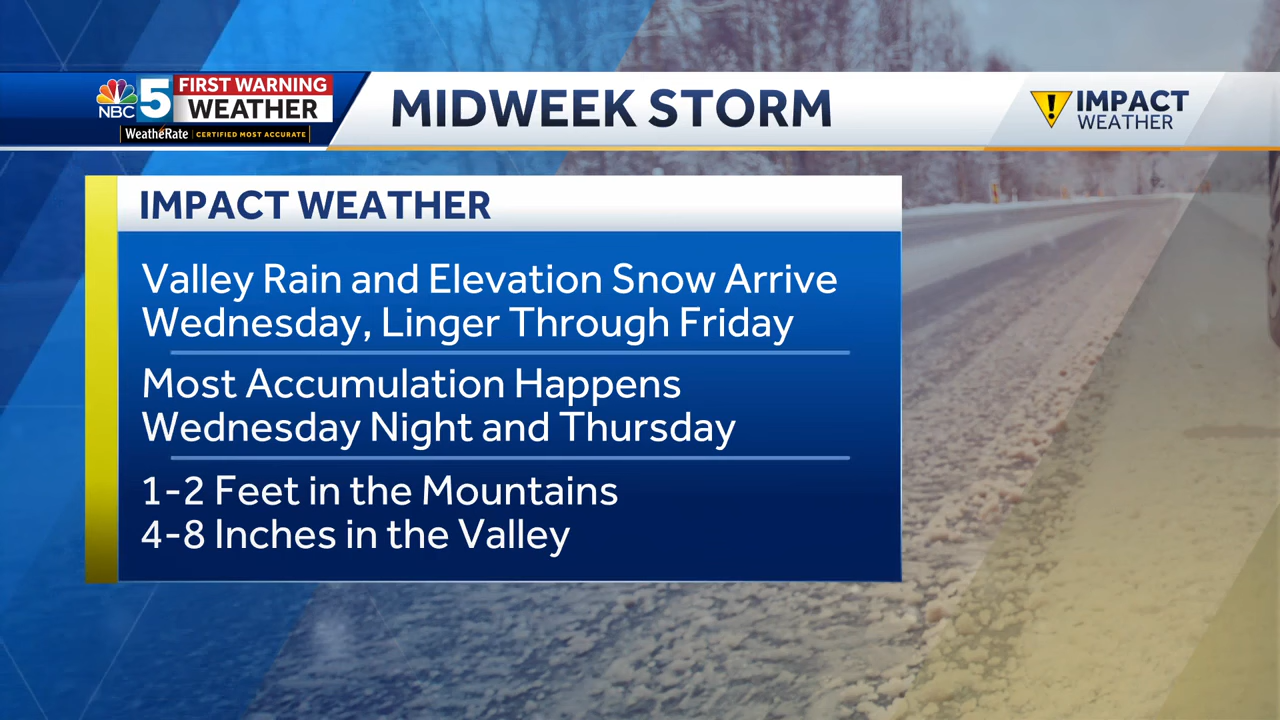 NBC 5 FIRST WARNING WEATHER
WeatheRate CERTIFIED MOST ACCURATE
MIDWEEK STORM
IMPACT WEATHER
IMPACT WEATHER
Valley Rain and Elevation Snow Arrive
Wednesday, Linger Through Friday
Most Accumulation Happens
Wednesday Night and Thursday
1-2 Feet in the Mountains
4-8 Inches in the Valley